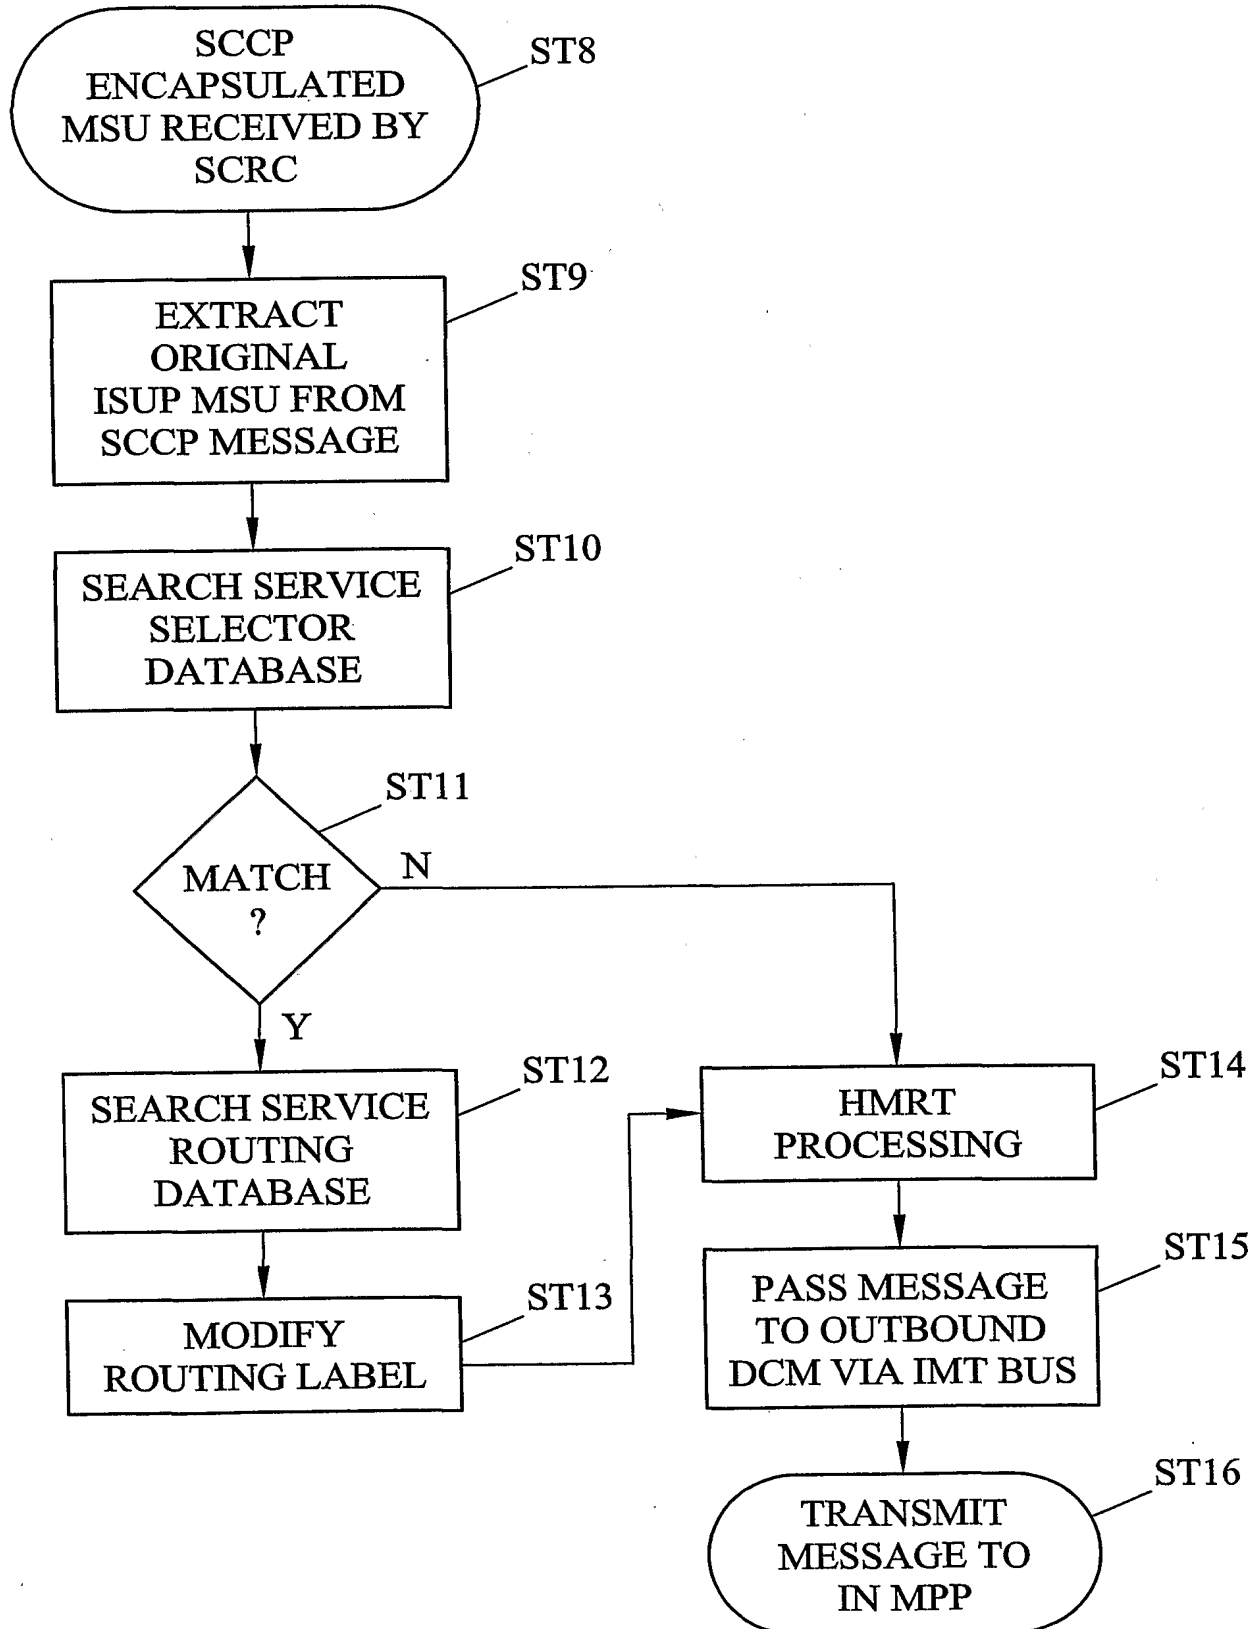 SCCP
ENCAPSULATED
MSU RECEIVED BY
SCRC
ST8
EXTRACT
ORIGINAL
ISUP MSU FROM
SCCP MESSAGE
ST9
SEARCH SERVICE
SELECTOR
DATABASE
ST10
MATCH
?
ST11
N
Y
SEARCH SERVICE
ROUTING
DATABASE
ST12
MODIFY
ROUTING LABEL
ST13
HMRT
PROCESSING
ST14
PASS MESSAGE
TO OUTBOUND
DCM VIA IMT BUS
ST15
TRANSMIT
MESSAGE TO
IN MPP
ST16